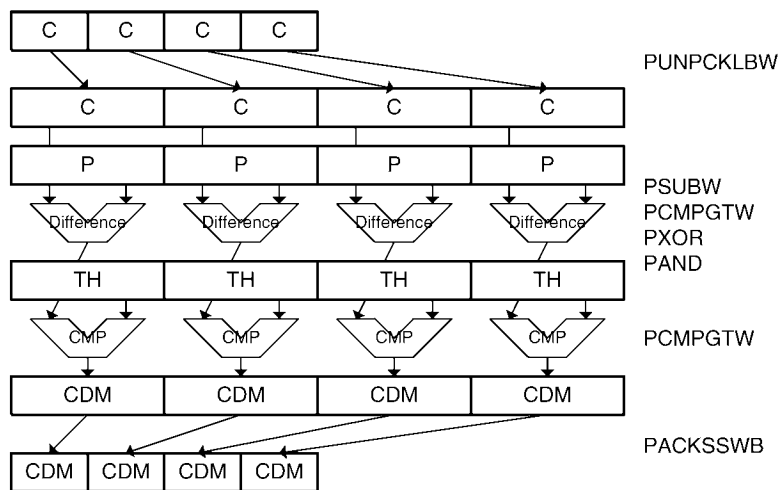 C C C C
PUNPCKLBW
C C C C
P P P P
PSUBW
Difference Difference Difference Difference
PCMPGTW
PXOR
PAND
TH TH TH TH
CMP CMP CMP CMP
PCMPGTW
CDM CDM CDM CDM
PACKSSWB
CDM CDM CDM CDM